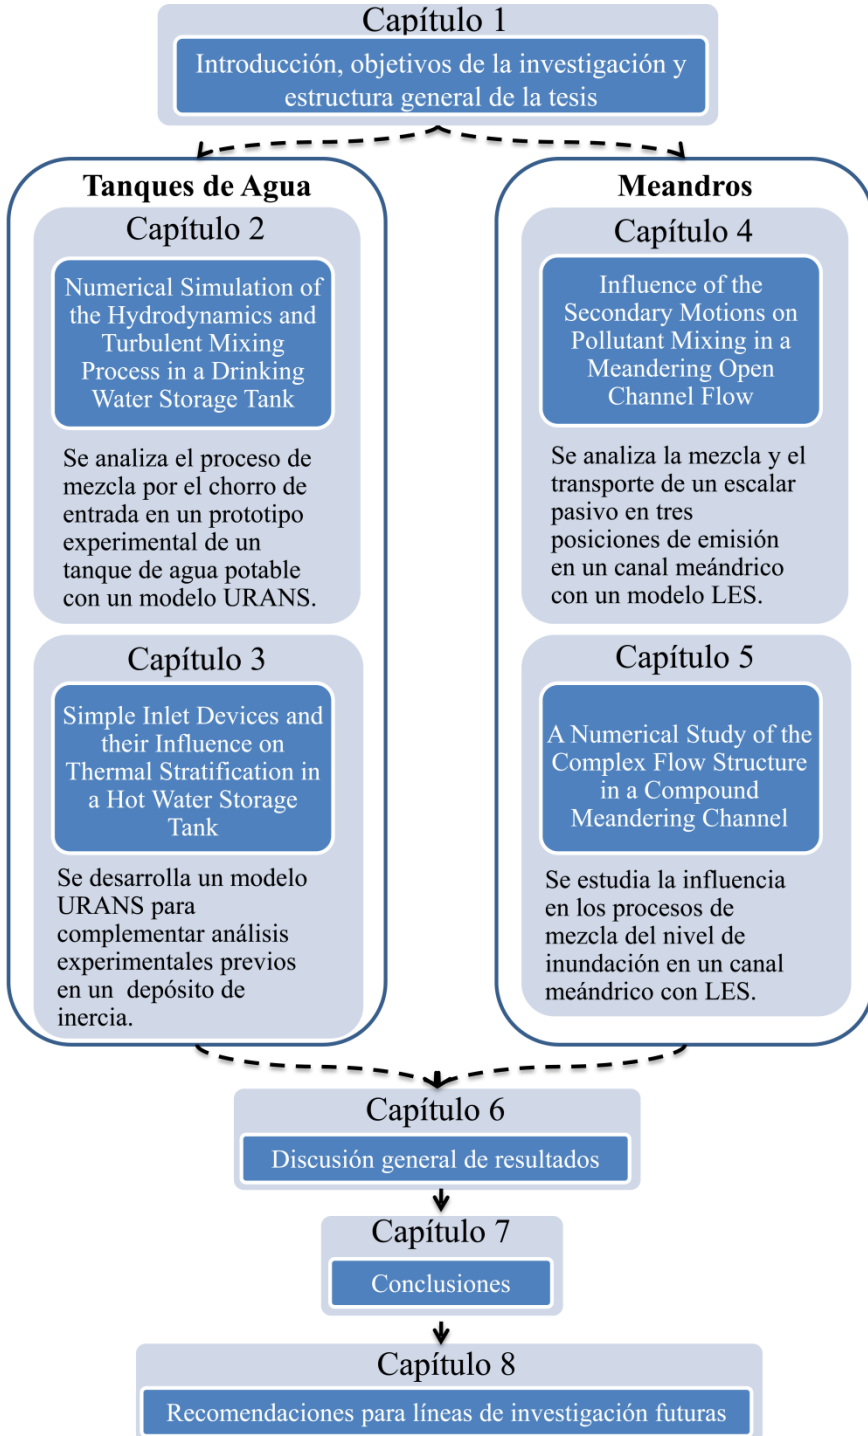 Capítulo 1
Introducción, objetivos de la investigación y
estructura general de la tesis
Tanques de Agua
Capítulo 2
Numerical Simulation of
the Hydrodynamics and
Turbulent Mixing
Process in a Drinking
Water Storage Tank
Se analiza el proceso de
mezcla por el chorro de
entrada en un prototipo
experimental de un
tanque de agua potable
con un modelo URANS.
Capítulo 3
Simple Inlet Devices and
their Influence on
Thermal Stratification in
a Hot Water Storage
Tank
Se desarrolla un modelo
URANS para
complementar análisis
experimentales previos
en un depósito de
inercia.
Meandros
Capítulo 4
Influence of the
Secondary Motions on
Pollutant Mixing in a
Meandering Open
Channel Flow
Se analiza la mezcla y el
transporte de un escalar
pasivo en tres
posiciones de emisión
en un canal meándrico
con un modelo LES.
Capítulo 5
A Numerical Study of the
Complex Flow Structure
in a Compound
Meandering Channel
Se estudia la influencia
en los procesos de
mezcla del nivel de
inundación en un canal
meándrico con LES.
Capítulo 6
Discusión general de resultados
Capítulo 7
Conclusiones
Capítulo 8
Recomendaciones para líneas de investigación futuras